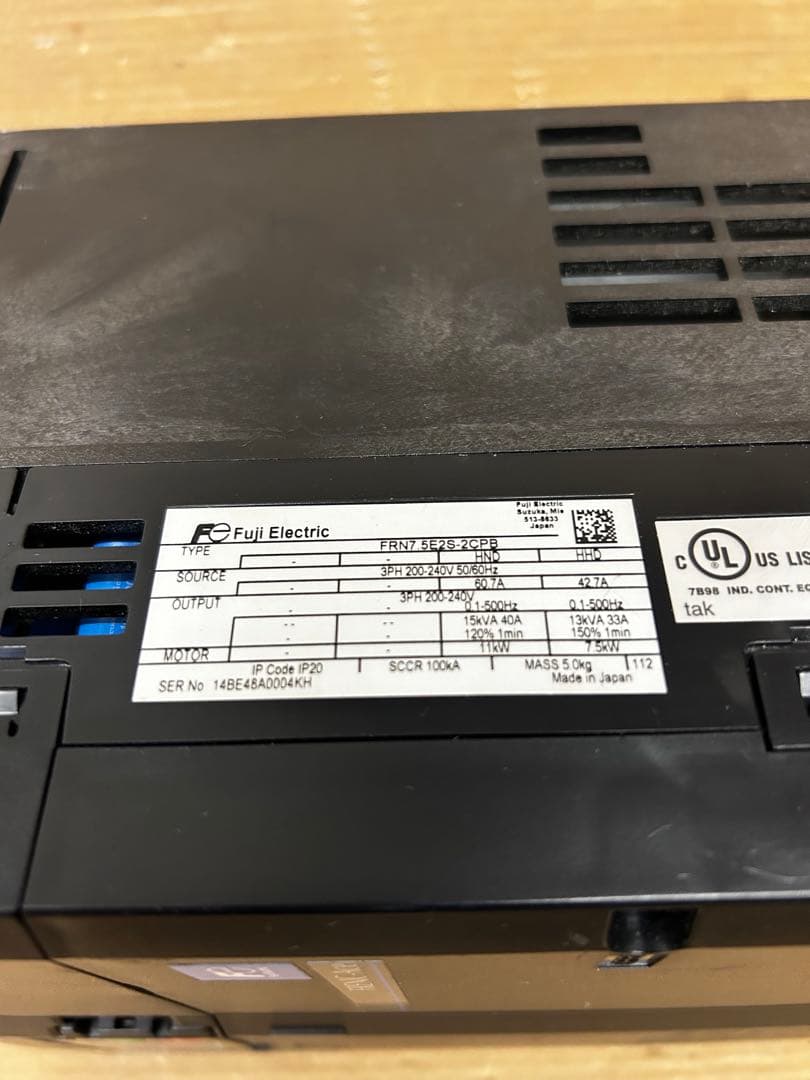 Fe Fuji Electric
Fuji Electric
Suzuka, Mie
513-8633
Japan
TYPE FRN7.5E2S-2CPB
- - HND HHD
SOURCE 3PH 200-240V 50/60Hz
- - 60.7A 42.7A
OUTPUT 3PH 200-240V
- - 0.1-500Hz 0.1-500Hz
-- -- 15kVA 40A 13kVA 33A
- - 120% 1min 150% 1min
MOTOR - - 11kW 7.5kW
IP Code IP20 SCCR 100kA MASS 5.0kg 112
SER No 14BE48A0004KH Made in Japan
C UL ® US LIS
7B98 IND. CONT. EQ
tak